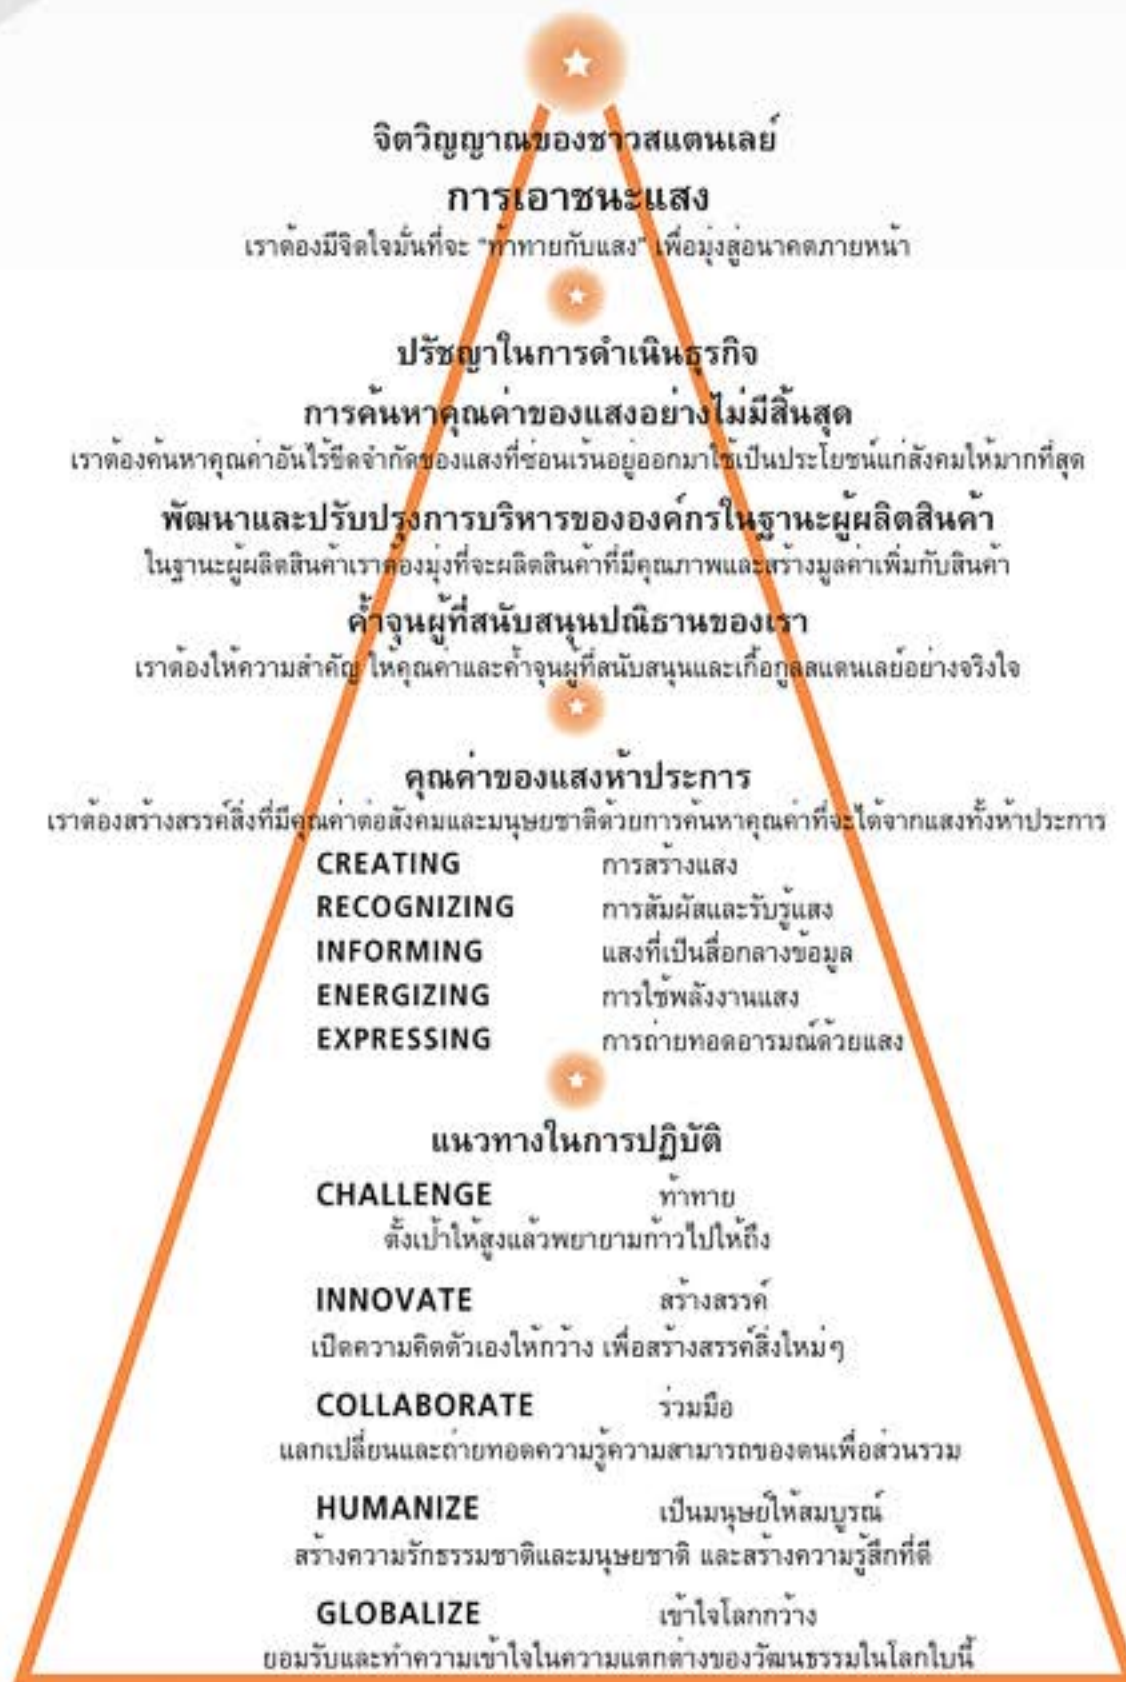 จิตวิญญาณของชาวสแตนเลย์
การเอาชนะแสง
เราต้องมีจิตใจมั่นที่จะ "ท้าทายกับแสง" เพื่อมุ่งสู่อนาคตภายหน้า
ปรัชญาในการดำเนินธุรกิจ
การค้นหาคุณค่าของแสงอย่างไม่มีสิ้นสุด
เราต้องค้นหาคุณค่าอันไร้ขีดจำกัดของแสงที่ซ่อนเร้นอยู่ออกมาใช้เป็นประโยชน์แก่สังคมให้มากที่สุด
พัฒนาและปรับปรุงการบริหารขององค์กรในฐานะผู้ผลิตสินค้า
ในฐานะผู้ผลิตสินค้าเราต้องมุ่งที่จะผลิตสินค้าที่มีคุณภาพและสร้างมูลค่าเพิ่มกับสินค้า
ค้ำจุนผู้ที่สนับสนุนปณิธานของเรา
เราต้องให้ความสำคัญ ให้คุณค่าและค้ำจุนผู้ที่สนับสนุนและเกื้อกูลสแตนเลย์อย่างจริงใจ
คุณค่าของแสงห้าประการ
เราต้องสร้างสรรค์สิ่งที่มีคุณค่าต่อสังคมและมนุษยชาติด้วยการค้นหาคุณค่าที่จะได้จากแสงทั้งห้าประการ
CREATING การสร้างแสง
RECOGNIZING การสัมผัสและรับรู้แสง
INFORMING แสงที่เป็นสื่อกลางข้อมูล
ENERGIZING การใช้พลังงานแสง
EXPRESSING การถ่ายทอดอารมณ์ด้วยแสง
แนวทางในการปฏิบัติ
CHALLENGE ท้าทาย
ตั้งเป้าให้สูงแล้วพยายามก้าวไปให้ถึง
INNOVATE สร้างสรรค์
เปิดความคิดตัวเองให้กว้าง เพื่อสร้างสรรค์สิ่งใหม่ๆ
COLLABORATE ร่วมมือ
แลกเปลี่ยนและถ่ายทอดความรู้ความสามารถของตนเพื่อส่วนรวม
HUMANIZE เป็นมนุษย์ให้สมบูรณ์
สร้างความรักธรรมชาติและมนุษยชาติ และสร้างความรู้สึกที่ดี
GLOBALIZE เข้าใจโลกกว้าง
ยอมรับและทำความเข้าใจในความแตกต่างของวัฒนธรรมในโลกใบนี้